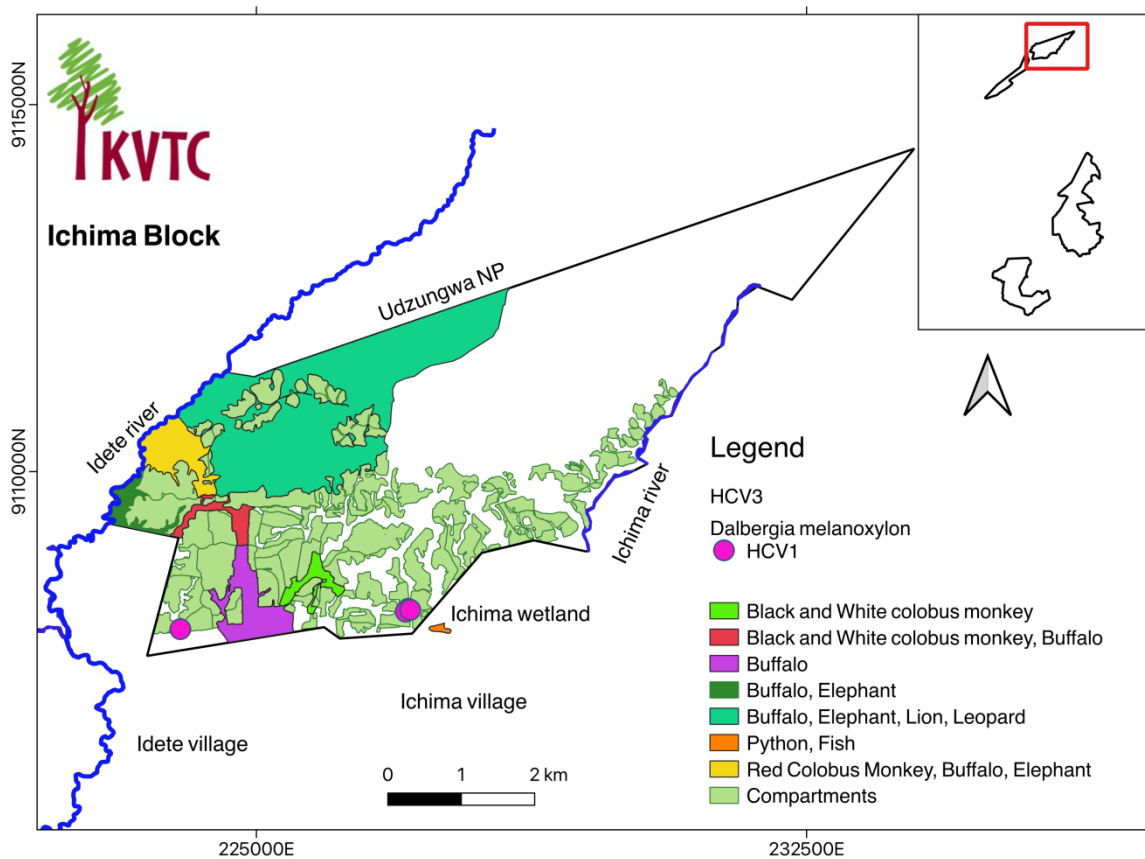 KVTC
Ichima Block
9115000N
9110000N
Udzungwa NP
Idete river
Ichima river
Ichima wetland
Ichima village
Idete village
0 1 2 km
225000E
232500E
Legend
HCV3
Dalbergia melanoxylon
HCV1
Black and White colobus monkey
Black and White colobus monkey, Buffalo
Buffalo
Buffalo, Elephant
Buffalo, Elephant, Lion, Leopard
Python, Fish
Red Colobus Monkey, Buffalo, Elephant
Compartments